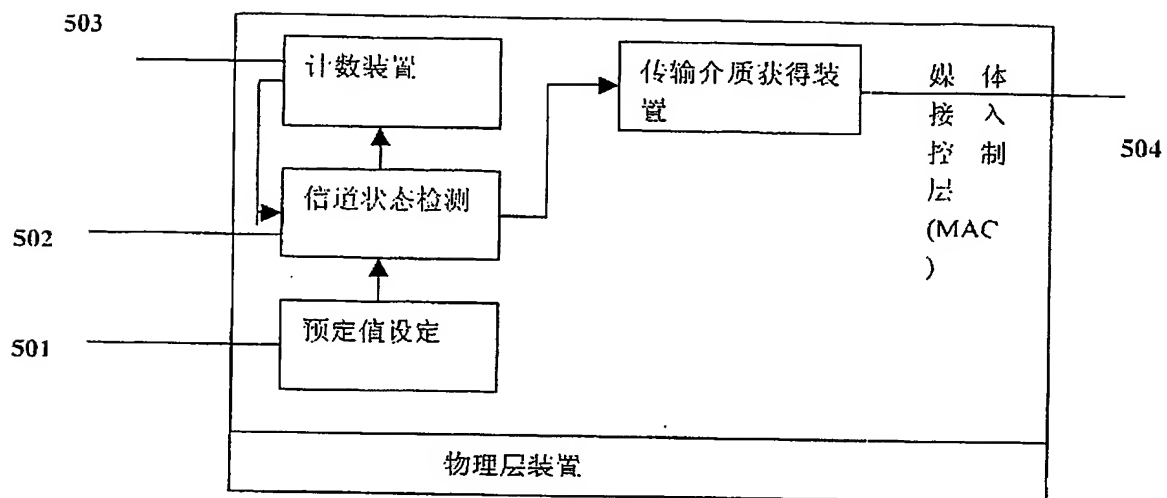 503
计数装置
传输介质获得装
置
媒 体
接 入
控 制
层
(MAC
)
504
信道状态检测
502
预定值设定
501
物理层装置